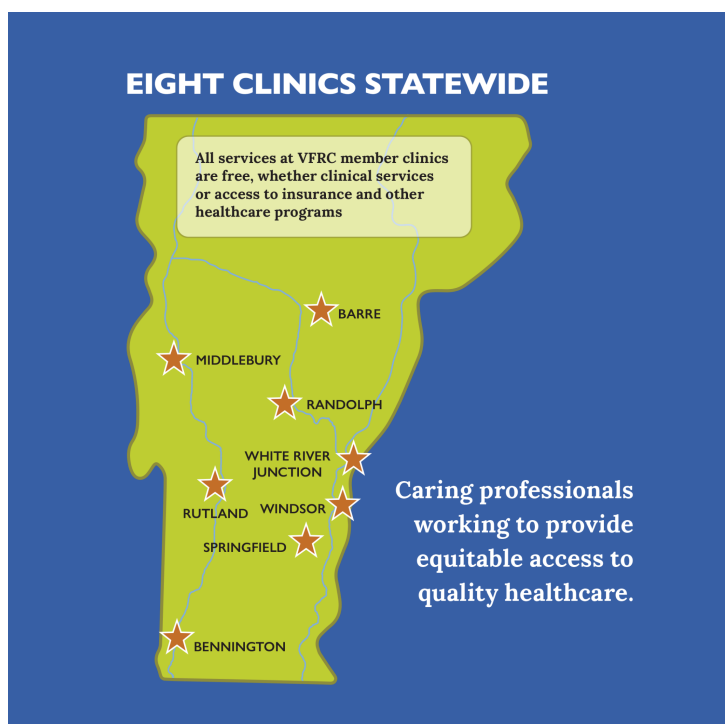 EIGHT CLINICS STATEWIDE
All services at VFRC member clinics
are free, whether clinical services
or access to insurance and other
healthcare programs
BARRE
MIDDLEBURY
RANDOLPH
WHITE RIVER
JUNCTION
RUTLAND
WINDSOR
SPRINGFIELD
BENNINGTON
Caring professionals
working to provide
equitable access to
quality healthcare.